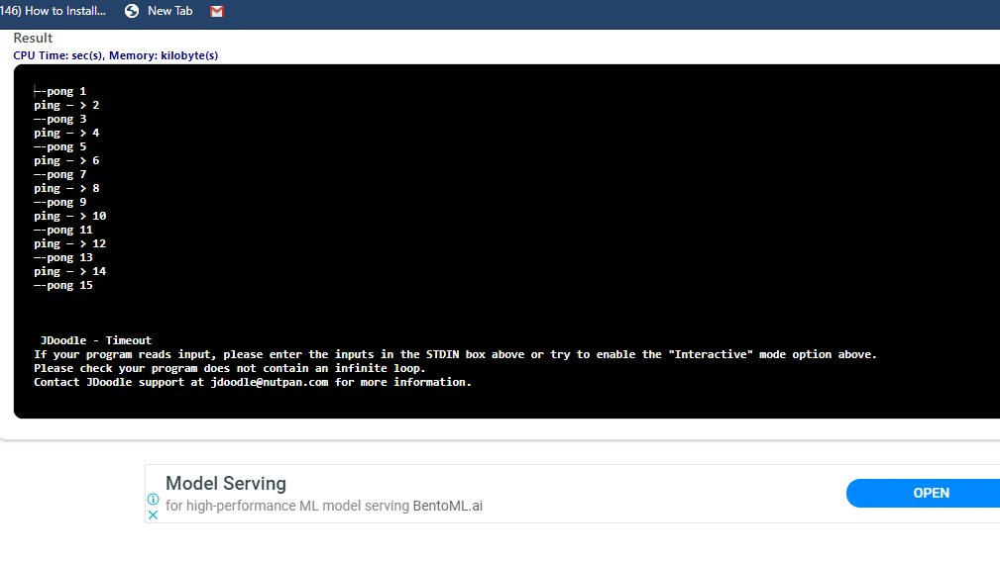 146) How to Install... New Tab
Result
CPU Time: sec(s), Memory: kilobyte(s)
—-pong 1
ping — > 2
—-pong 3
ping — > 4
—-pong 5
ping — > 6
—-pong 7
ping — > 8
—-pong 9
ping — > 10
—-pong 11
ping — > 12
—-pong 13
ping — > 14
—-pong 15
JDoodle - Timeout
If your program reads input, please enter the inputs in the STDIN box above or try to enable the "Interactive" mode option above.
Please check your program does not contain an infinite loop.
Contact JDoodle support at jdoodle@nutpan.com for more information.
Model Serving
for high-performance ML model serving BentoML.ai
OPEN